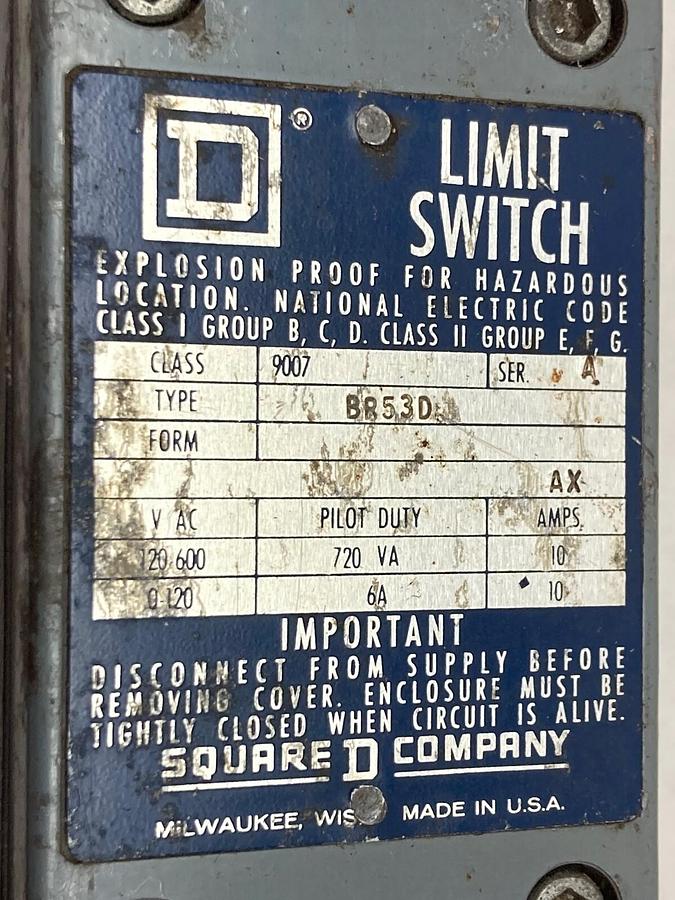 D ®
LIMIT
SWITCH
EXPLOSION PROOF FOR HAZARDOUS
LOCATION. NATIONAL ELECTRIC CODE
CLASS I GROUP B, C, D. CLASS II GROUP E, F, G.
CLASS 9007 SER. A
TYPE BR53D
FORM
AX
V AC PILOT DUTY AMPS.
120-600 720 VA 10
0-120 6A 10
IMPORTANT
DISCONNECT FROM SUPPLY BEFORE
REMOVING COVER. ENCLOSURE MUST BE
TIGHTLY CLOSED WHEN CIRCUIT IS ALIVE.
SQUARE D COMPANY
MILWAUKEE, WIS MADE IN U.S.A.